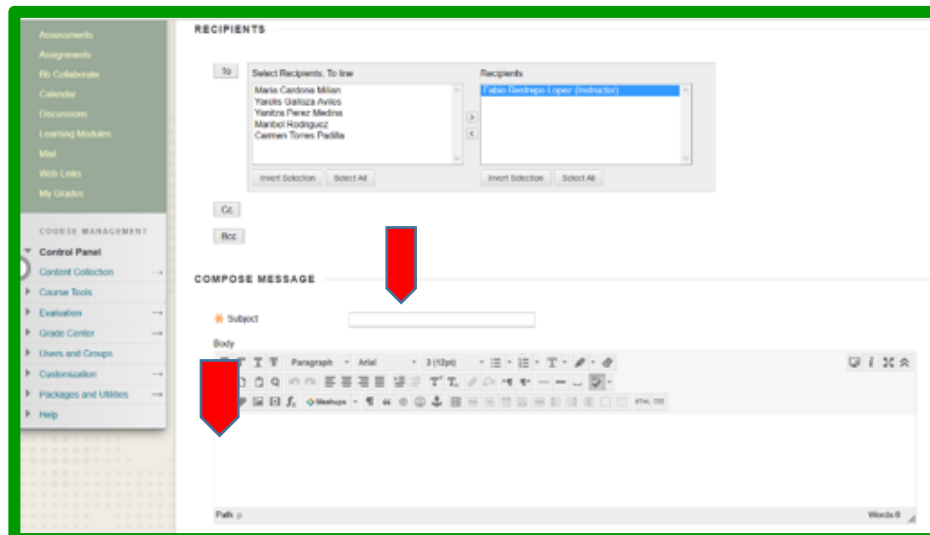 Assessments
Assignments
Bb Collaborate
Calendar
Discussions
Learning Modules
Mail
Web Links
My Grades
COURSE MANAGEMENT
Control Panel
Content Collection
Course Tools
Evaluation
Grade Center
Users and Groups
Customization
Packages and Utilities
Help
RECIPIENTS
To
Select Recipients: To line
Maria Cardona Milian
Yarelis Galloza Aviles
Yanitza Perez Medina
Maribel Rodriguez
Carmen Torres Padilla
Invert Selection Select All
Recipients
Fabio Restrepo Lopez (Instructor)
Invert Selection Select All
Cc
Bcc
COMPOSE MESSAGE
Subject
Body
Paragraph Arial 3 (12pt)
Mashups HTML CSS
Path: p
Words:0